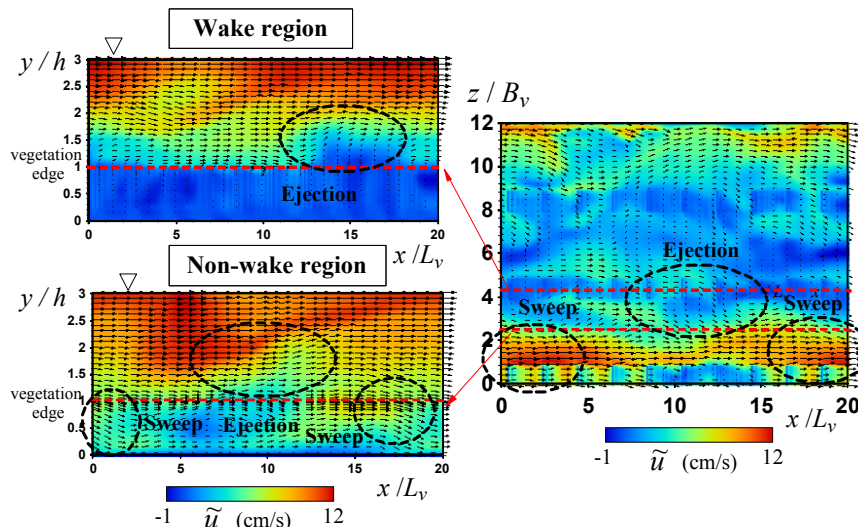 Wake region
y / h
3
2.5
2
1.5
1
0.5
0
vegetation
edge
Ejection
0 5 10 15 20
x /L_v
Non-wake region
y / h
3
2.5
2
1.5
1
0.5
0
vegetation
edge
Sweep Ejection Sweep
0 5 10 15 20
x /L_v
-1 ũ (cm/s) 12
z / B_v
12
10
8
6
4
2
0
Ejection
Sweep Sweep
0 5 10 15 20
x /L_v
-1 ũ (cm/s) 12